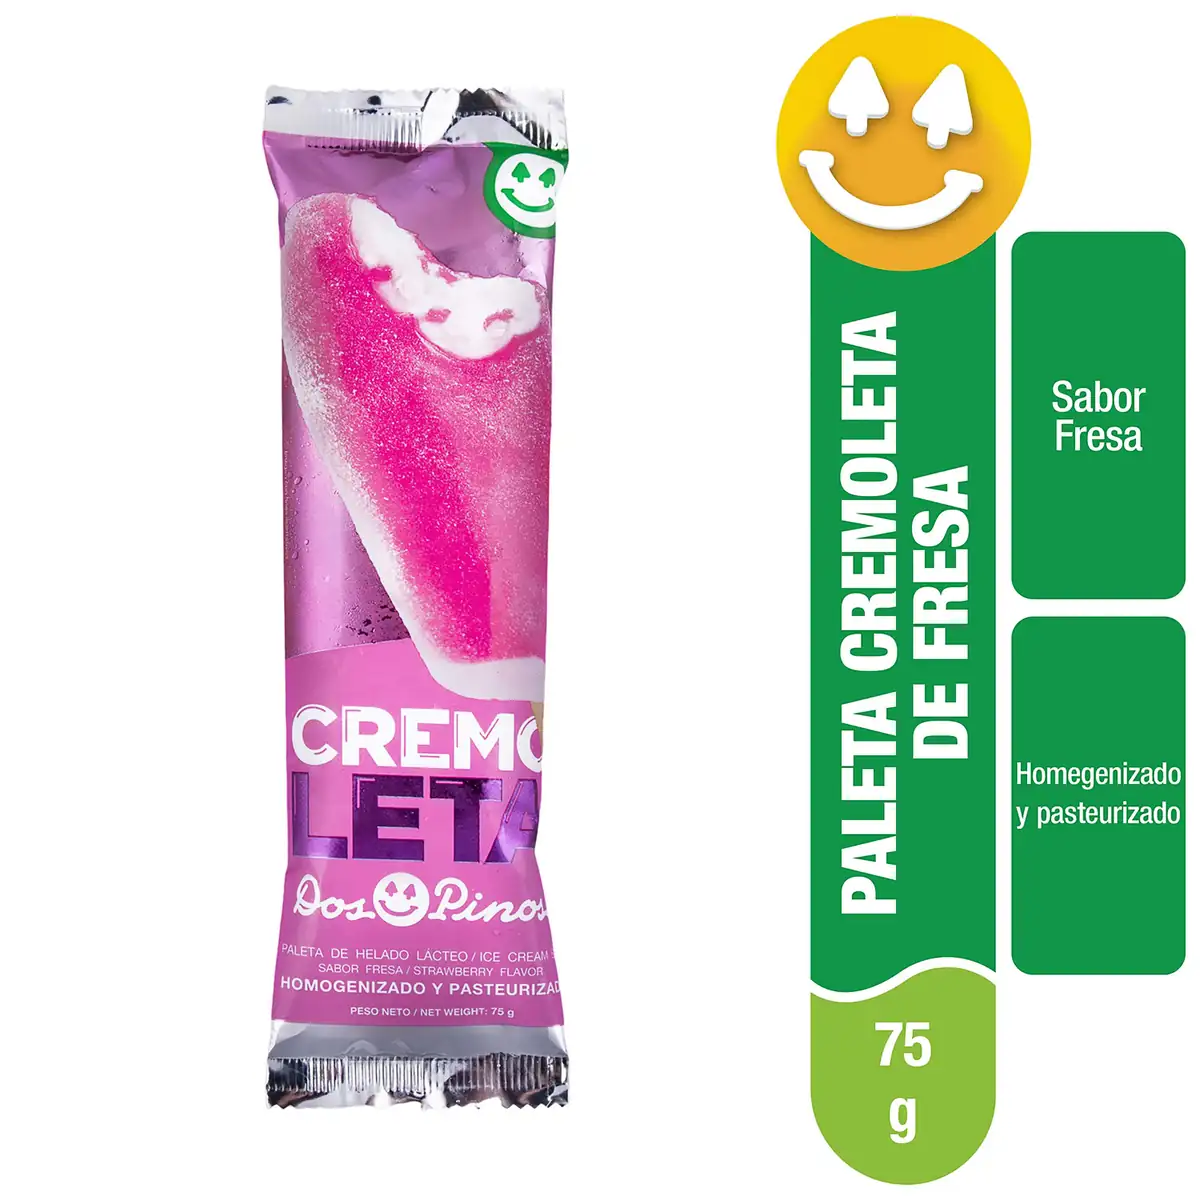 CREMO
LETA
Dos Pinos
PALETA DE HELADO LÁCTEO / ICE CREAM
SABOR FRESA / STRAWBERRY FLAVOR
HOMOGENIZADO Y PASTEURIZAD
PESO NETO / NET WEIGHT: 75 g
PALETA CREMOLETA
DE FRESA
75
g
Sabor
Fresa
Homegenizado
y pasteurizado